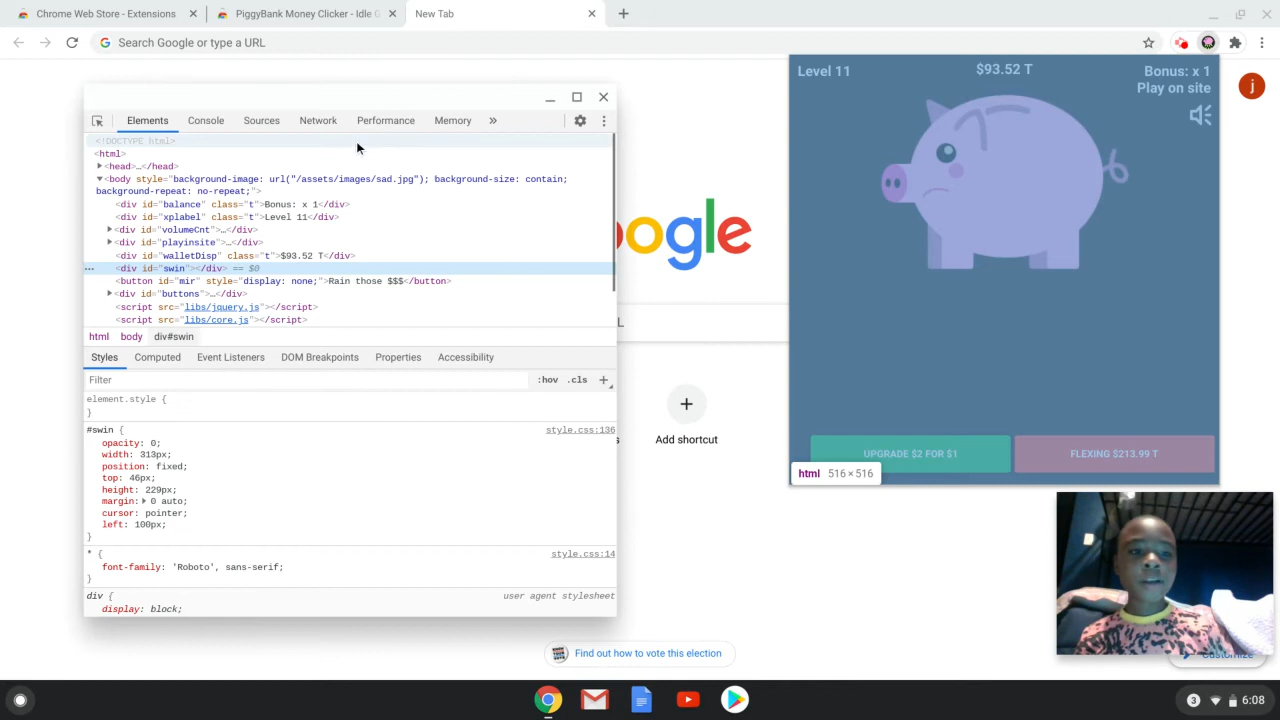 Chrome Web Store - Extensions
PiggyBank Money Clicker - Idle G
New Tab
Search Google or type a URL
Level 11
$93.52 T
Bonus: x 1
Play on site
j
Elements
Console
Sources
Network
Performance
Memory
<!DOCTYPE html>
<html>
<head>…</head>
<body style="background-image: url("/assets/images/sad.jpg"); background-size: contain;
background-repeat: no-repeat;">
<div id="balance" class="t">Bonus: x 1</div>
<div id="xplabel" class="t">Level 11</div>
<div id="volumeCnt">…</div>
<div id="playinsite">…</div>
<div id="walletDisp" class="t">$93.52 T</div>
<div id="swin"></div> == $0
<button id="mir" style="display: none;">Rain those $$$</button>
<div id="buttons">…</div>
<script src="libs/jquery.js"></script>
<script src="libs/core.js"></script>
html
body
div#swin
Styles
Computed
Event Listeners
DOM Breakpoints
Properties
Accessibility
Filter
:hov
.cls
element.style {
}
#swin {
style.css:136
opacity: 0;
width: 313px;
position: fixed;
top: 46px;
height: 229px;
margin: 0 auto;
cursor: pointer;
left: 100px;
}
* {
style.css:14
font-family: 'Roboto', sans-serif;
}
div {
user agent stylesheet
display: block;
ogle
L
s
Add shortcut
UPGRADE $2 FOR $1
FLEXING $213.99 T
html 516 × 516
Find out how to vote this election
Customize
3
6:08